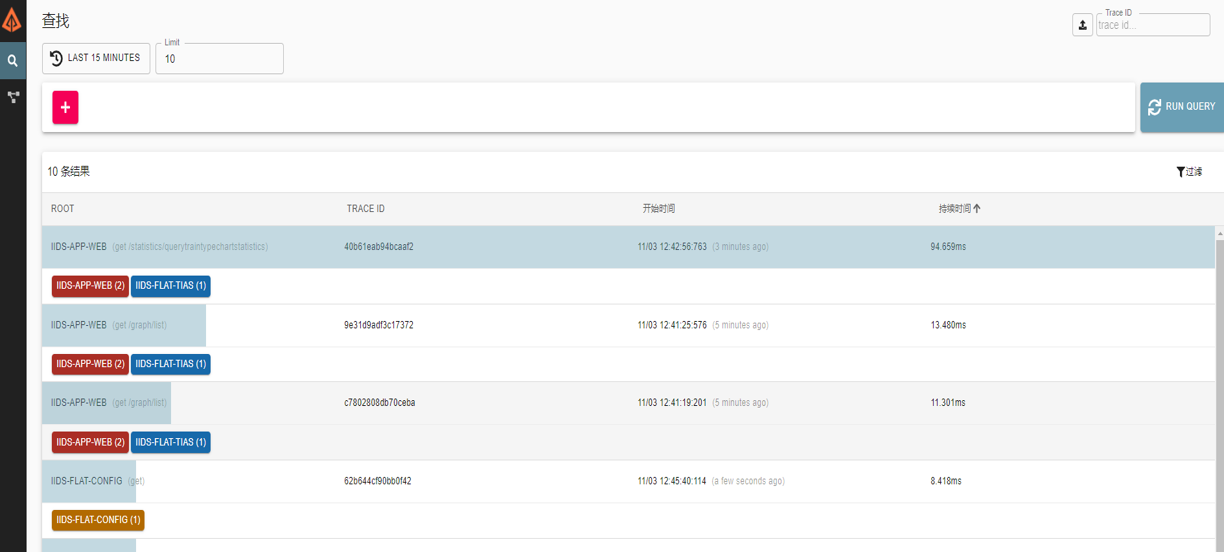 查找
Trace ID
trace id...
LAST 15 MINUTES
Limit
10
+
RUN QUERY
10 条结果
过滤
ROOT TRACE ID 开始时间 持续时间
IIDS-APP-WEB (get /statistics/querytraintypechartstatistics) 40b61eab94bcaaf2 11/03 12:42:56:763 (3 minutes ago) 94.659ms
IIDS-APP-WEB (2) IIDS-FLAT-TIAS (1)
IIDS-APP-WEB (get /graph/list) 9e31d9adf3c17372 11/03 12:41:25:576 (5 minutes ago) 13.480ms
IIDS-APP-WEB (2) IIDS-FLAT-TIAS (1)
IIDS-APP-WEB (get /graph/list) c7802808db70ceba 11/03 12:41:19:201 (5 minutes ago) 11.301ms
IIDS-APP-WEB (2) IIDS-FLAT-TIAS (1)
IIDS-FLAT-CONFIG (get) 62b644cf90bb0f42 11/03 12:45:40:114 (a few seconds ago) 8.418ms
IIDS-FLAT-CONFIG (1)